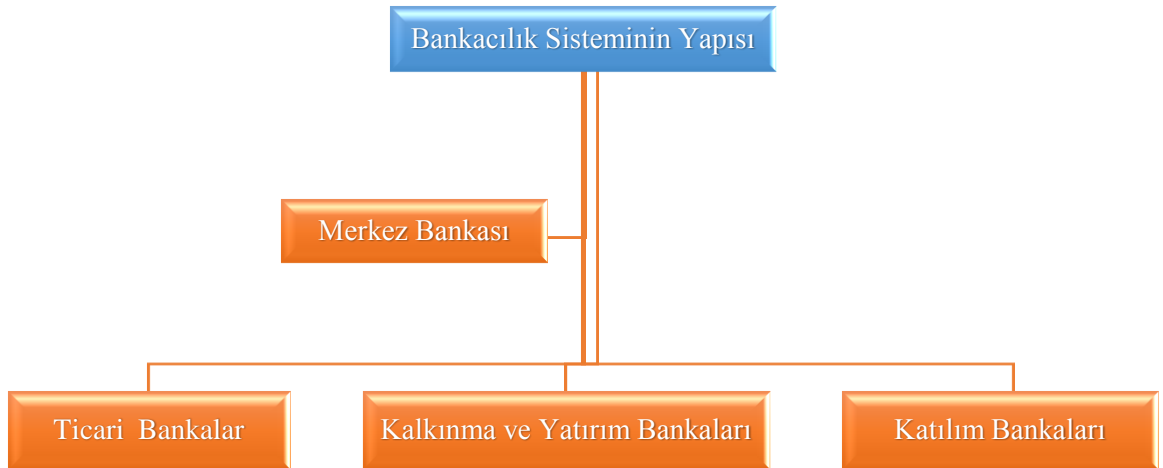 Bankacılık Sisteminin Yapısı
Merkez Bankası
Ticari Bankalar
Kalkınma ve Yatırım Bankaları
Katılım Bankaları